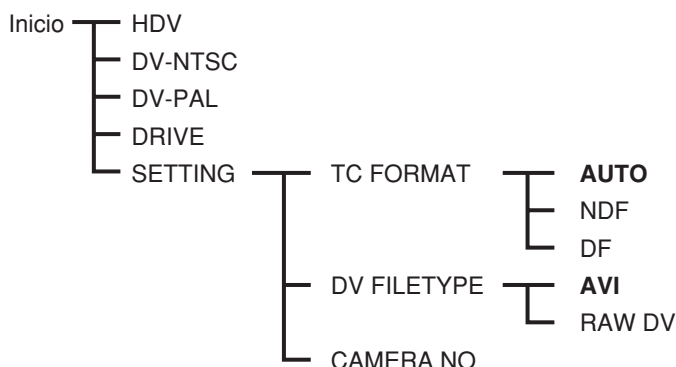 Inicio HDV
DV-NTSC
DV-PAL
DRIVE
SETTING TC FORMAT AUTO
NDF
DF
DV FILETYPE AVI
RAW DV
CAMERA NO